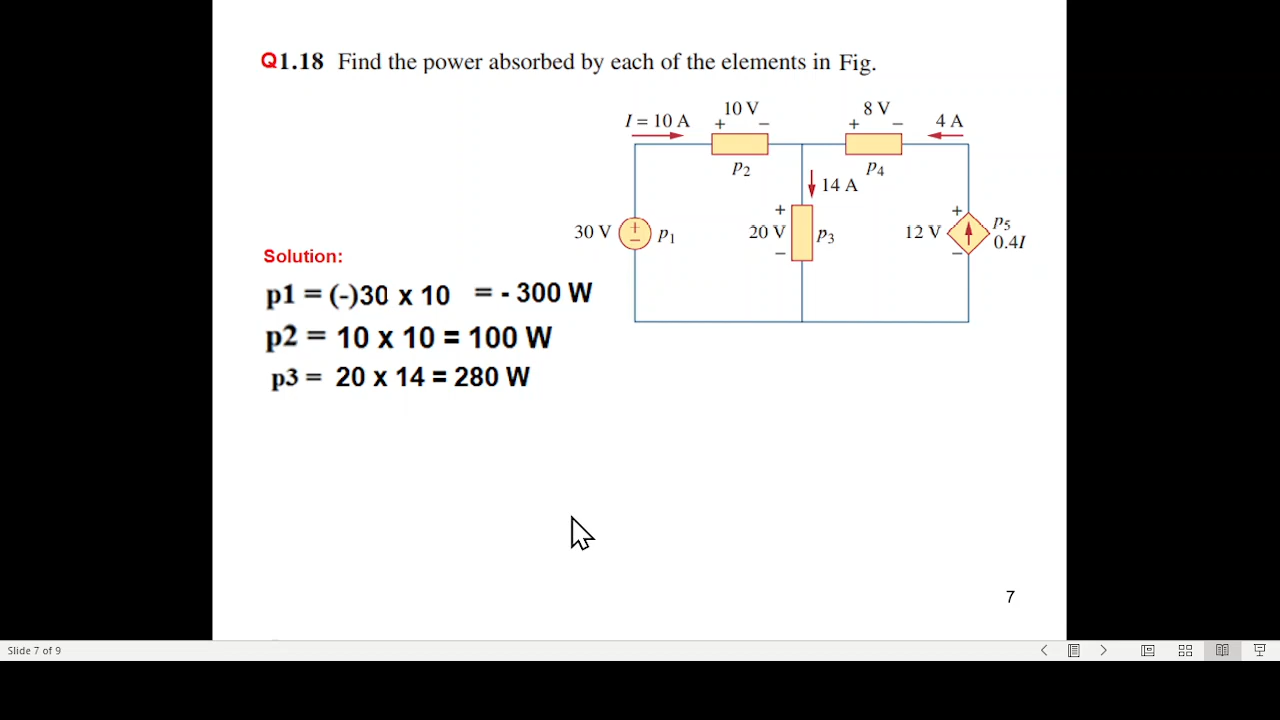 Q1.18 Find the power absorbed by each of the elements in Fig.
I = 10 A
10 V
+ −
8 V
+ −
4 A
p2
p4
14 A
30 V
+
−
p1
+
20 V
−
p3
+
12 V
−
p5
0.4I
Solution:
p1 = (-)30 x 10 = - 300 W
p2 = 10 x 10 = 100 W
p3 = 20 x 14 = 280 W
7
Slide 7 of 9